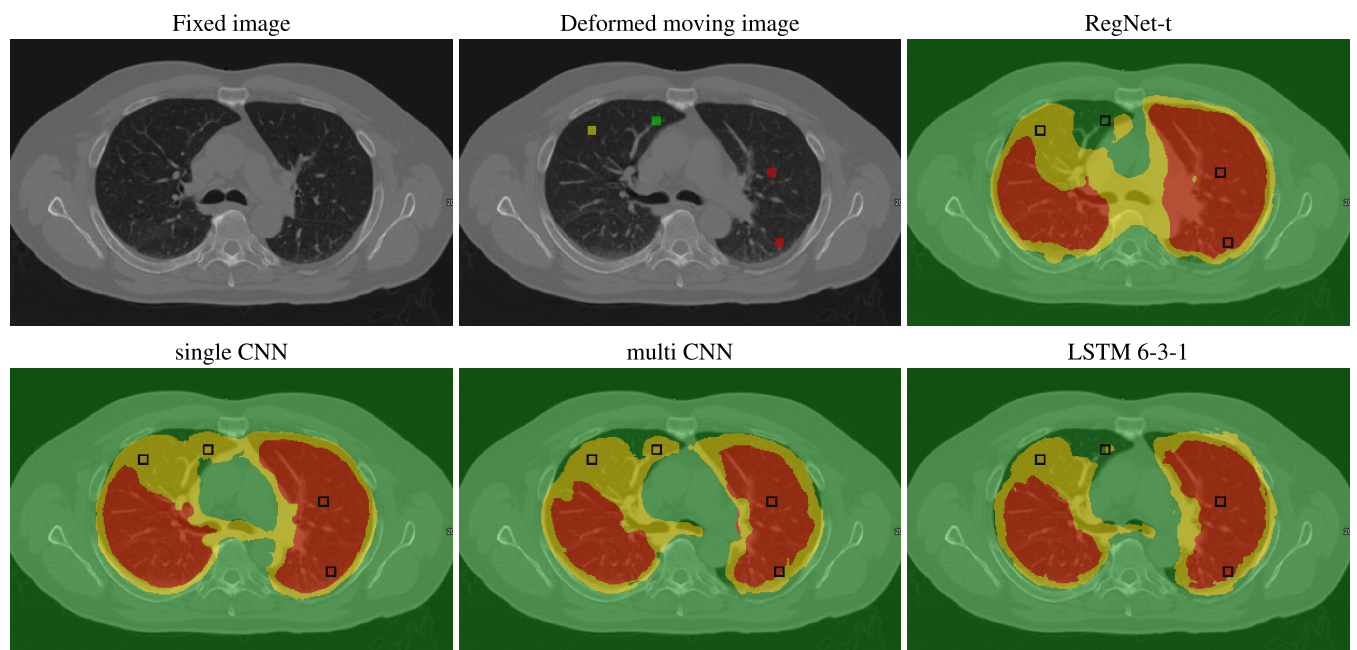 Fixed image
Deformed moving image
RegNet-t
single CNN
multi CNN
LSTM 6-3-1